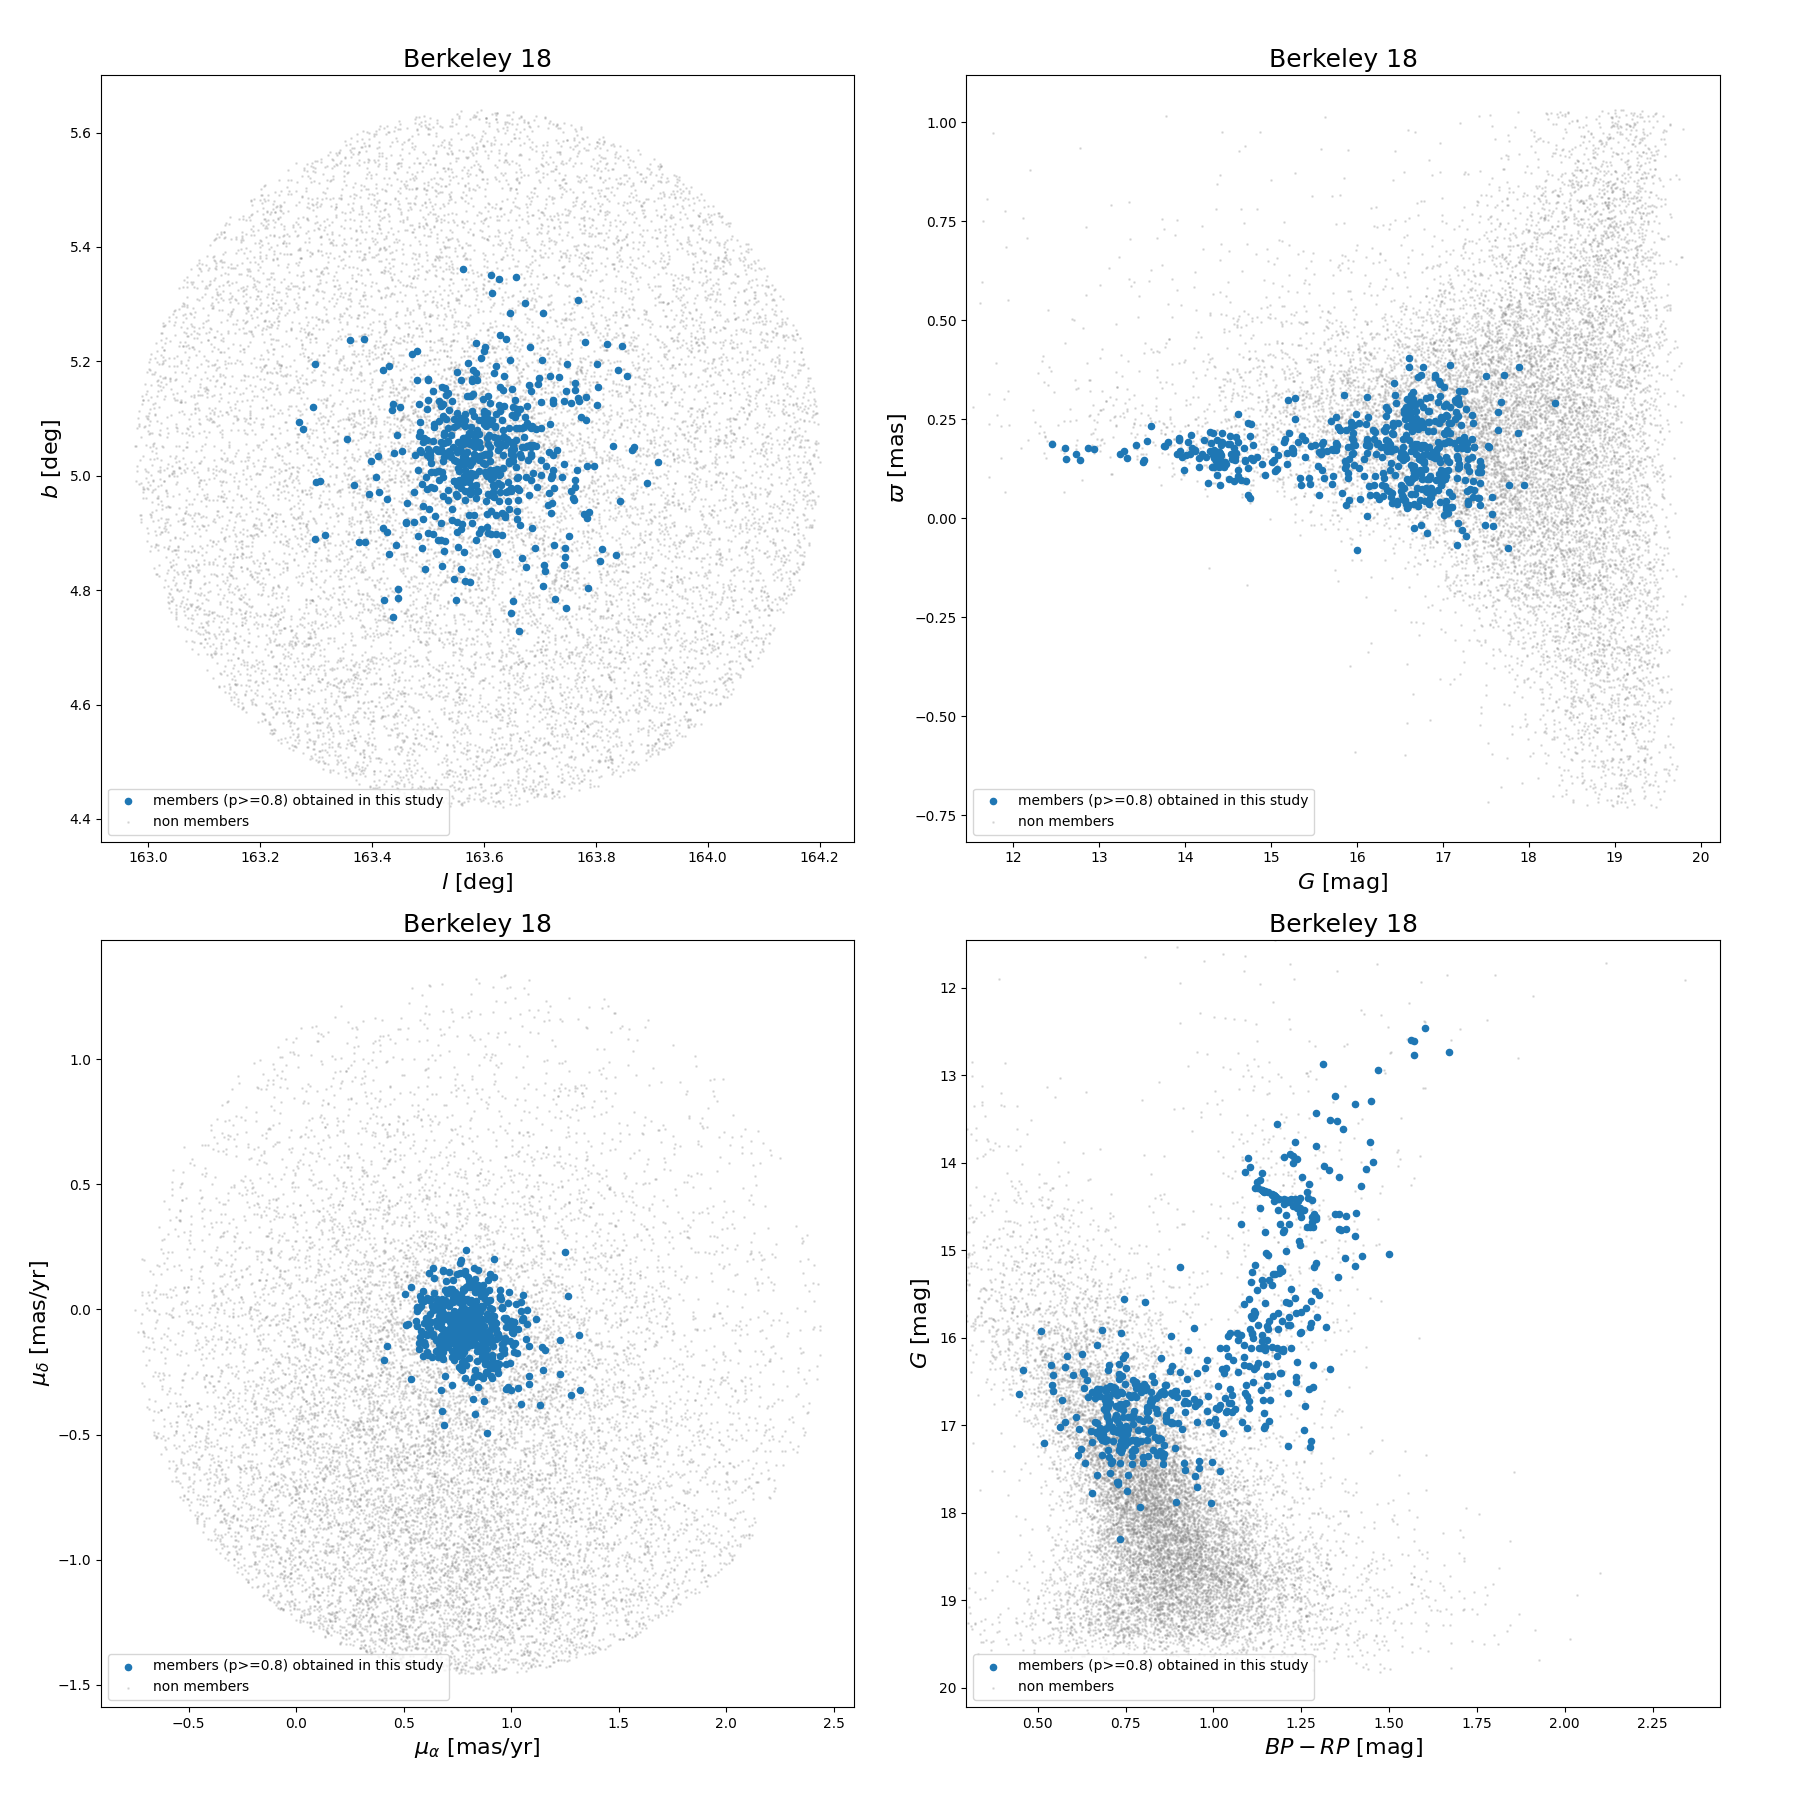 Berkeley 18
5.6
5.4
5.2
5.0
4.8
4.6
4.4
b [deg]
members (p>=0.8) obtained in this study
non members
163.0 163.2 163.4 163.6 163.8 164.0 164.2
l [deg]
Berkeley 18
1.00
0.75
0.50
0.25
0.00
−0.25
−0.50
−0.75
ϖ [mas]
members (p>=0.8) obtained in this study
non members
12 13 14 15 16 17 18 19 20
G [mag]
Berkeley 18
1.0
0.5
0.0
−0.5
−1.0
−1.5
μδ [mas/yr]
members (p>=0.8) obtained in this study
non members
−0.5 0.0 0.5 1.0 1.5 2.0 2.5
μα [mas/yr]
Berkeley 18
12
13
14
15
16
17
18
19
20
G [mag]
members (p>=0.8) obtained in this study
non members
0.50 0.75 1.00 1.25 1.50 1.75 2.00 2.25
BP − RP [mag]